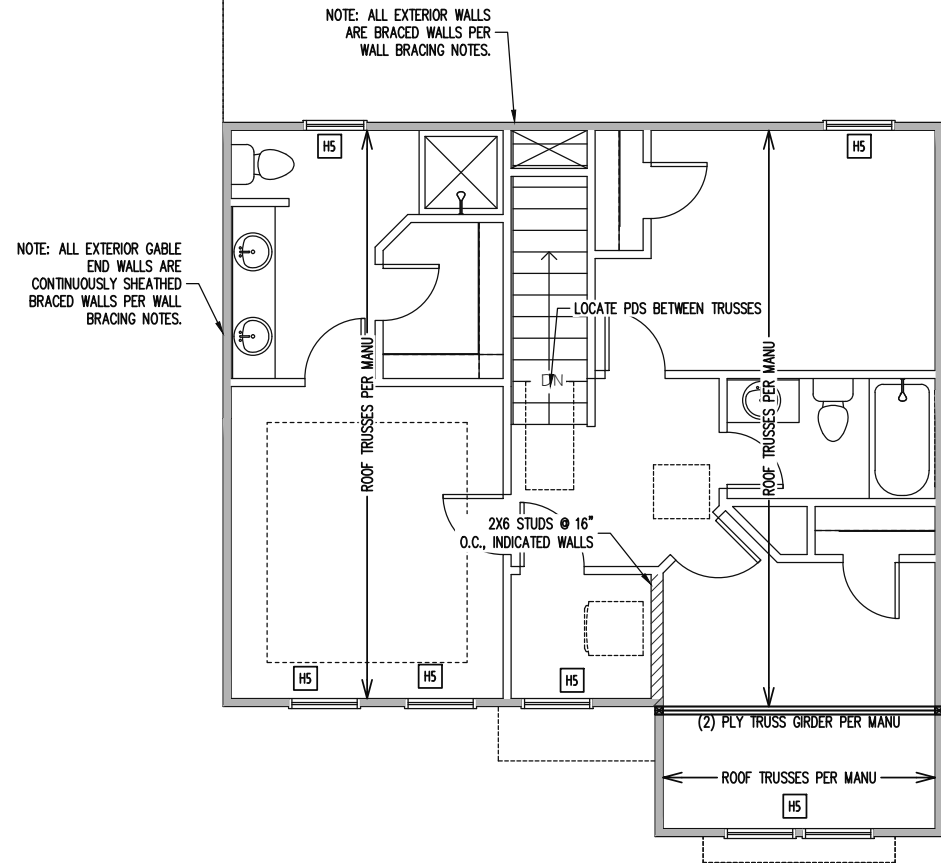 NOTE: ALL EXTERIOR WALLS
ARE BRACED WALLS PER
WALL BRACING NOTES.
H5
H5
NOTE: ALL EXTERIOR GABLE
END WALLS ARE
CONTINUOUSLY SHEATHED
BRACED WALLS PER WALL
BRACING NOTES.
LOCATE PDS BETWEEN TRUSSES
ROOF TRUSSES PER MANU
ROOF TRUSSES PER MANU
DN
2X6 STUDS @ 16"
O.C., INDICATED WALLS
H5
H5
H5
(2) PLY TRUSS GIRDER PER MANU
ROOF TRUSSES PER MANU
H5